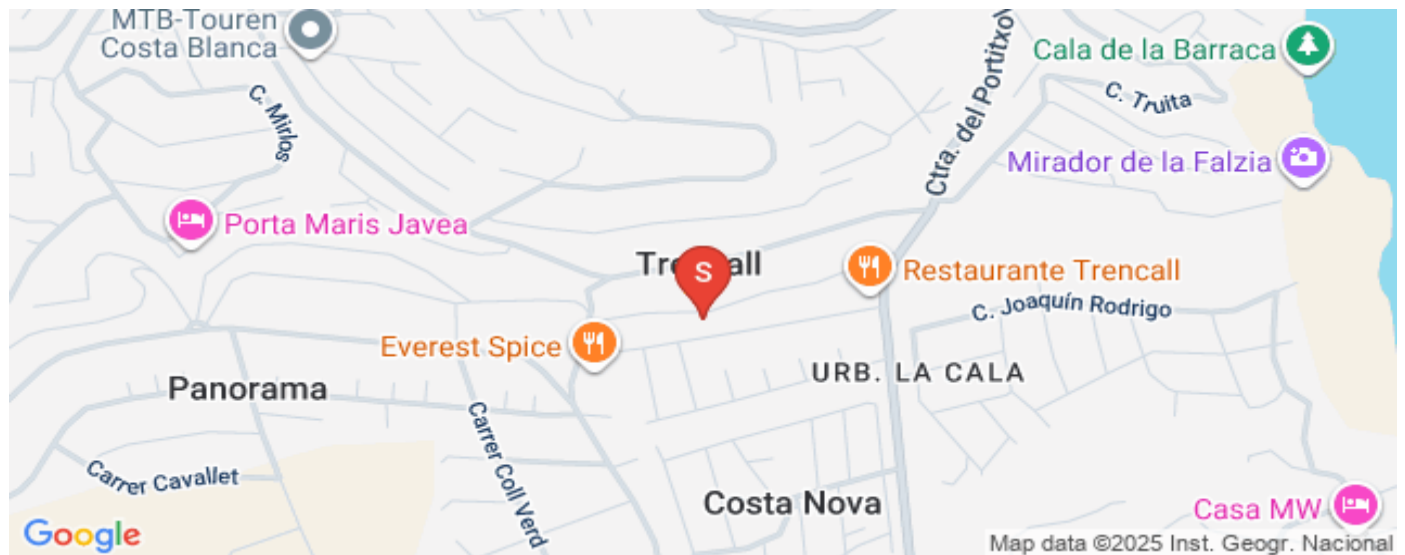 MTB-Touren
Costa Blanca
C. Mirlos
Ctra. del Portitxol
Cala de la Barraca
C. Truita
Mirador de la Falzia
Porta Maris Javea
S
Restaurante Trencall
C. Joaquín Rodrigo
Everest Spice
URB. LA CALA
Panorama
Carrer Coll Verd
Carrer Cavallet
Costa Nova
Casa MW
Google
Map data ©2025 Inst. Geogr. Nacional